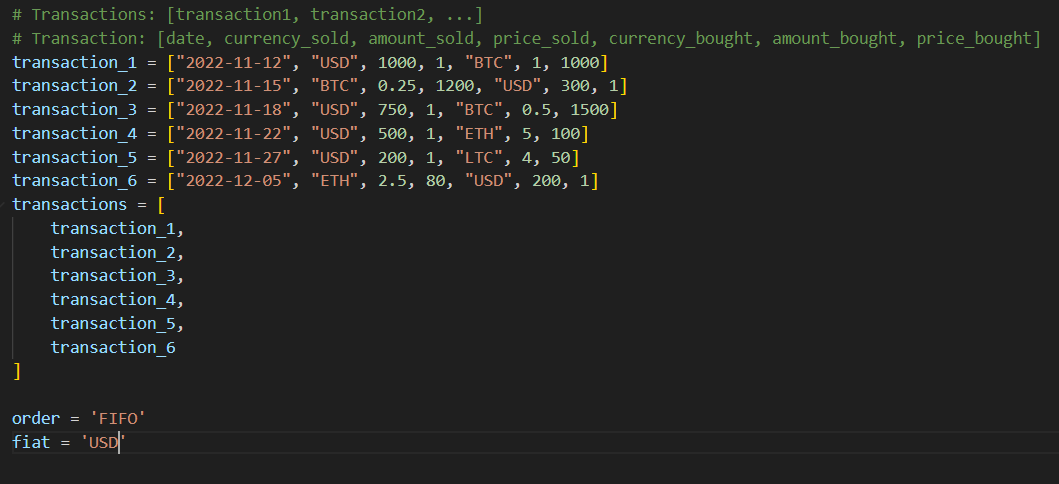 # Transactions: [transaction1, transaction2, ...]
# Transaction: [date, currency_sold, amount_sold, price_sold, currency_bought, amount_bought, price_bought]
transaction_1 = ["2022-11-12", "USD", 1000, 1, "BTC", 1, 1000]
transaction_2 = ["2022-11-15", "BTC", 0.25, 1200, "USD", 300, 1]
transaction_3 = ["2022-11-18", "USD", 750, 1, "BTC", 0.5, 1500]
transaction_4 = ["2022-11-22", "USD", 500, 1, "ETH", 5, 100]
transaction_5 = ["2022-11-27", "USD", 200, 1, "LTC", 4, 50]
transaction_6 = ["2022-12-05", "ETH", 2.5, 80, "USD", 200, 1]
transactions = [
    transaction_1,
    transaction_2,
    transaction_3,
    transaction_4,
    transaction_5,
    transaction_6
]
order = 'FIFO'
fiat = 'USD'